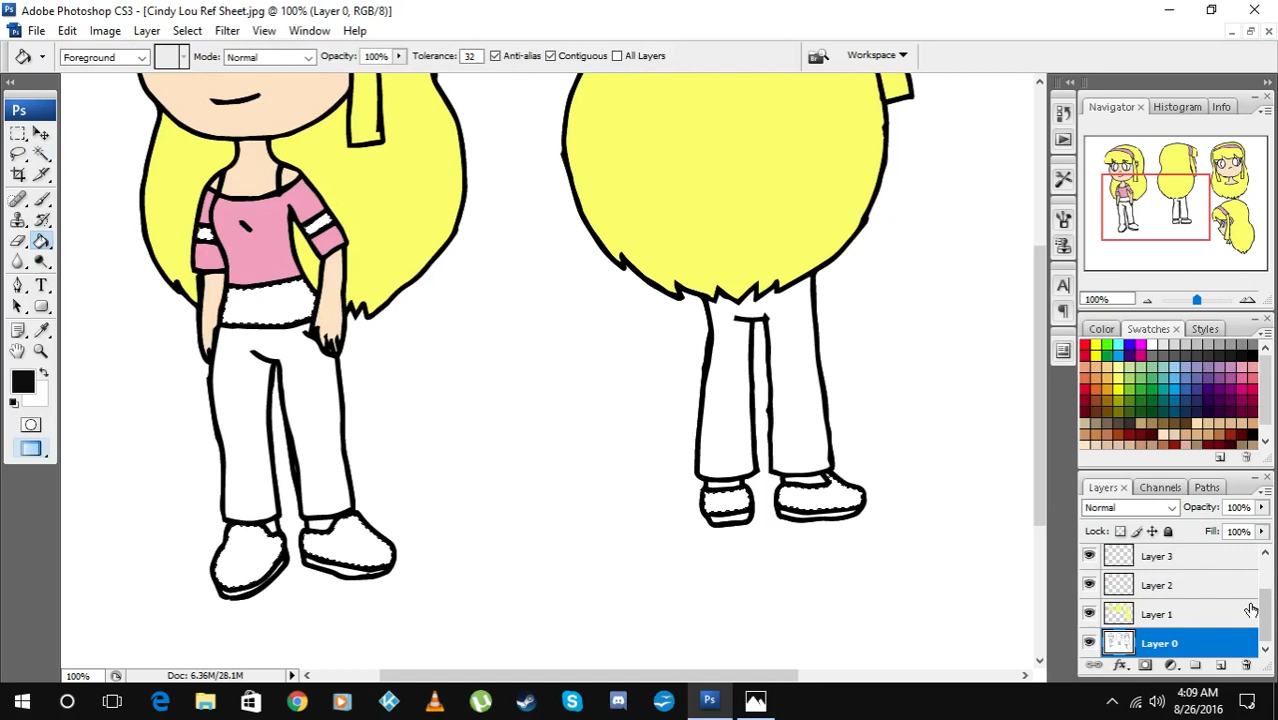 Adobe Photoshop CS3 - [Cindy Lou Ref Sheet.jpg @ 100% (Layer 0, RGB/8)]
Ps File Edit Image Layer Select Filter View Window Help
Foreground Mode: Normal Opacity: 100% Tolerance: 32 Anti-alias Contiguous All Layers Workspace
Ps
Navigator × Histogram Info
100%
Color Swatches × Styles
Layers × Channels Paths
Normal Opacity: 100%
Lock: Fill: 100%
Layer 3
Layer 2
Layer 1
Layer 0
100% Doc: 6.36M/28.1M
4:09 AM
8/26/2016